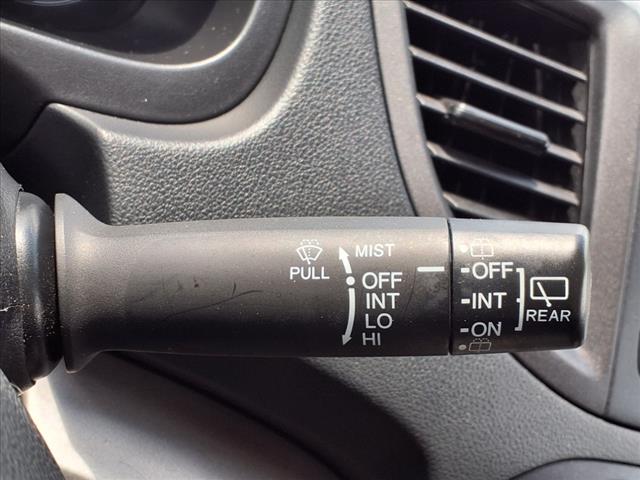 MIST
PULL
OFF
INT
LO
HI
OFF
INT
ON
REAR